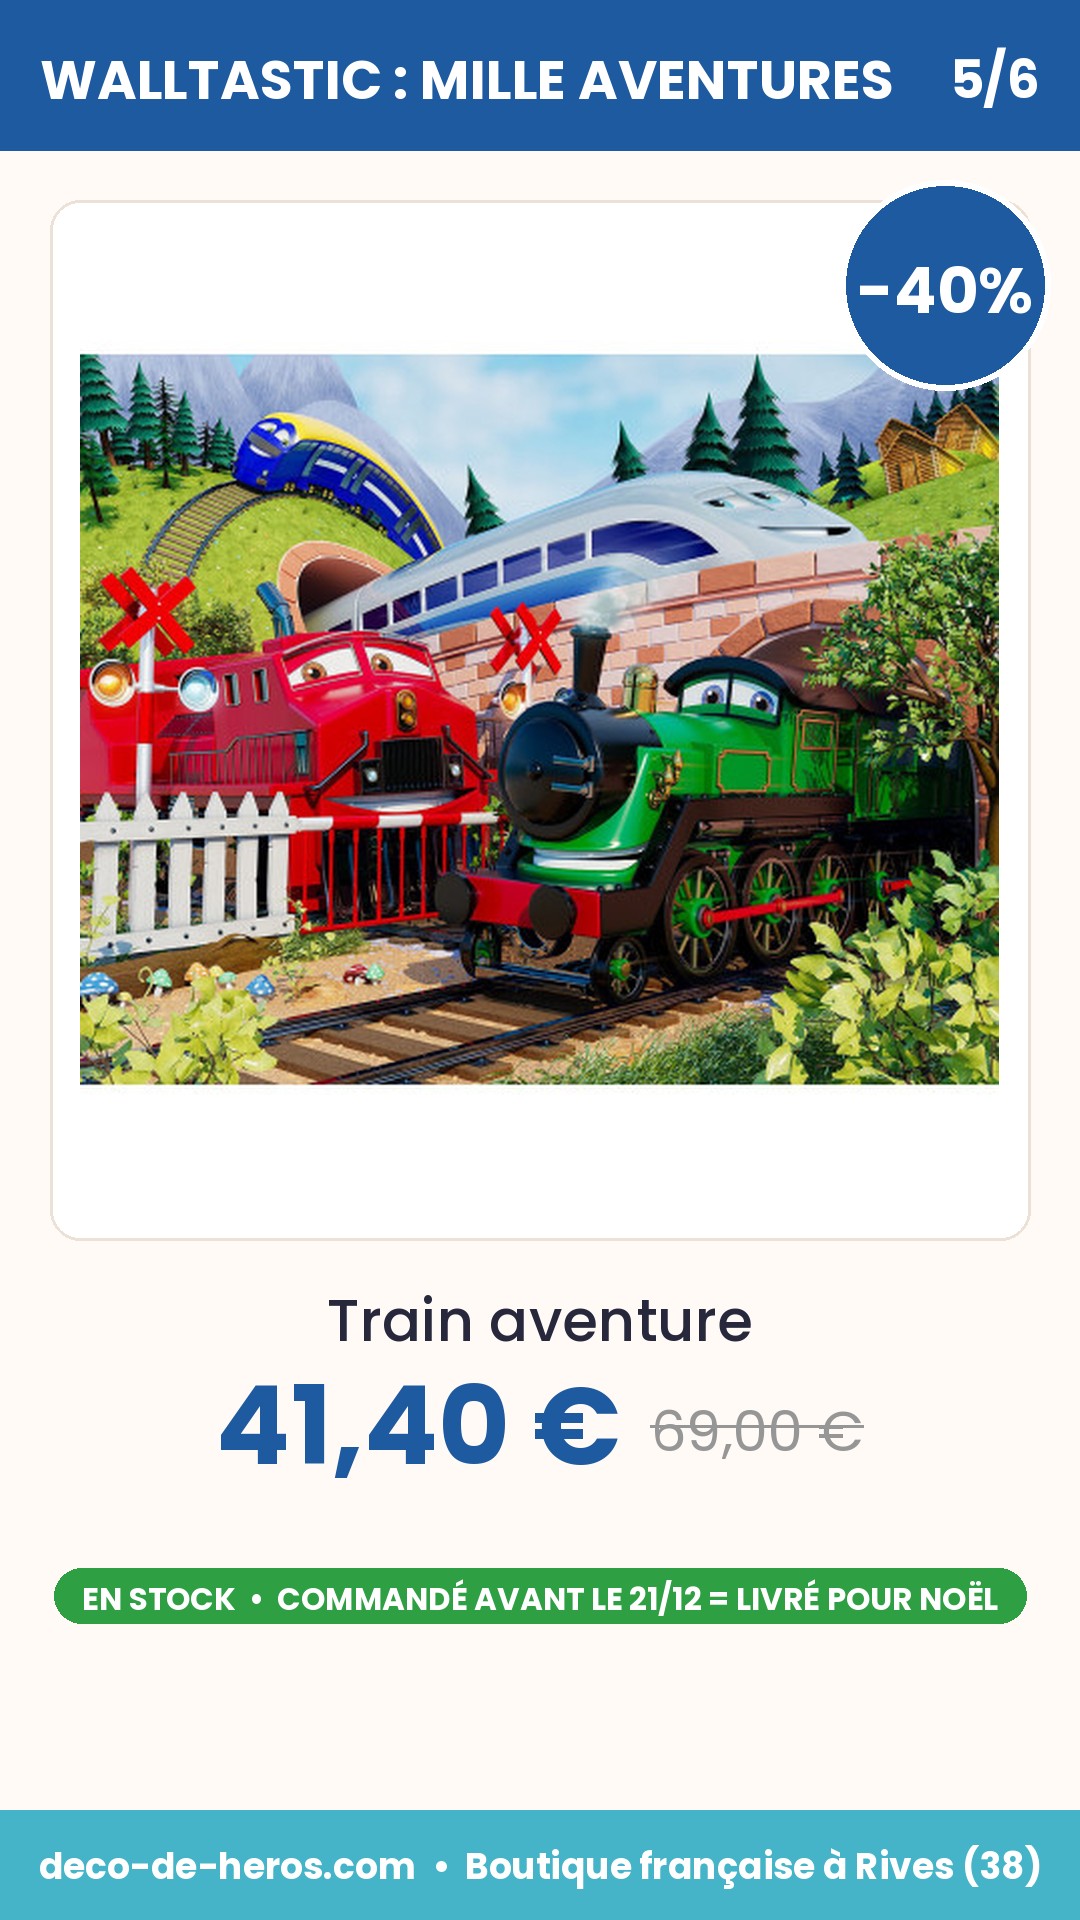 WALLTASTIC : MILLE AVENTURES 5/6
-40%
Train aventure
41,40 € 69,00 €
EN STOCK • COMMANDÉ AVANT LE 21/12 = LIVRÉ POUR NOËL
deco-de-heros.com • Boutique française à Rives (38)